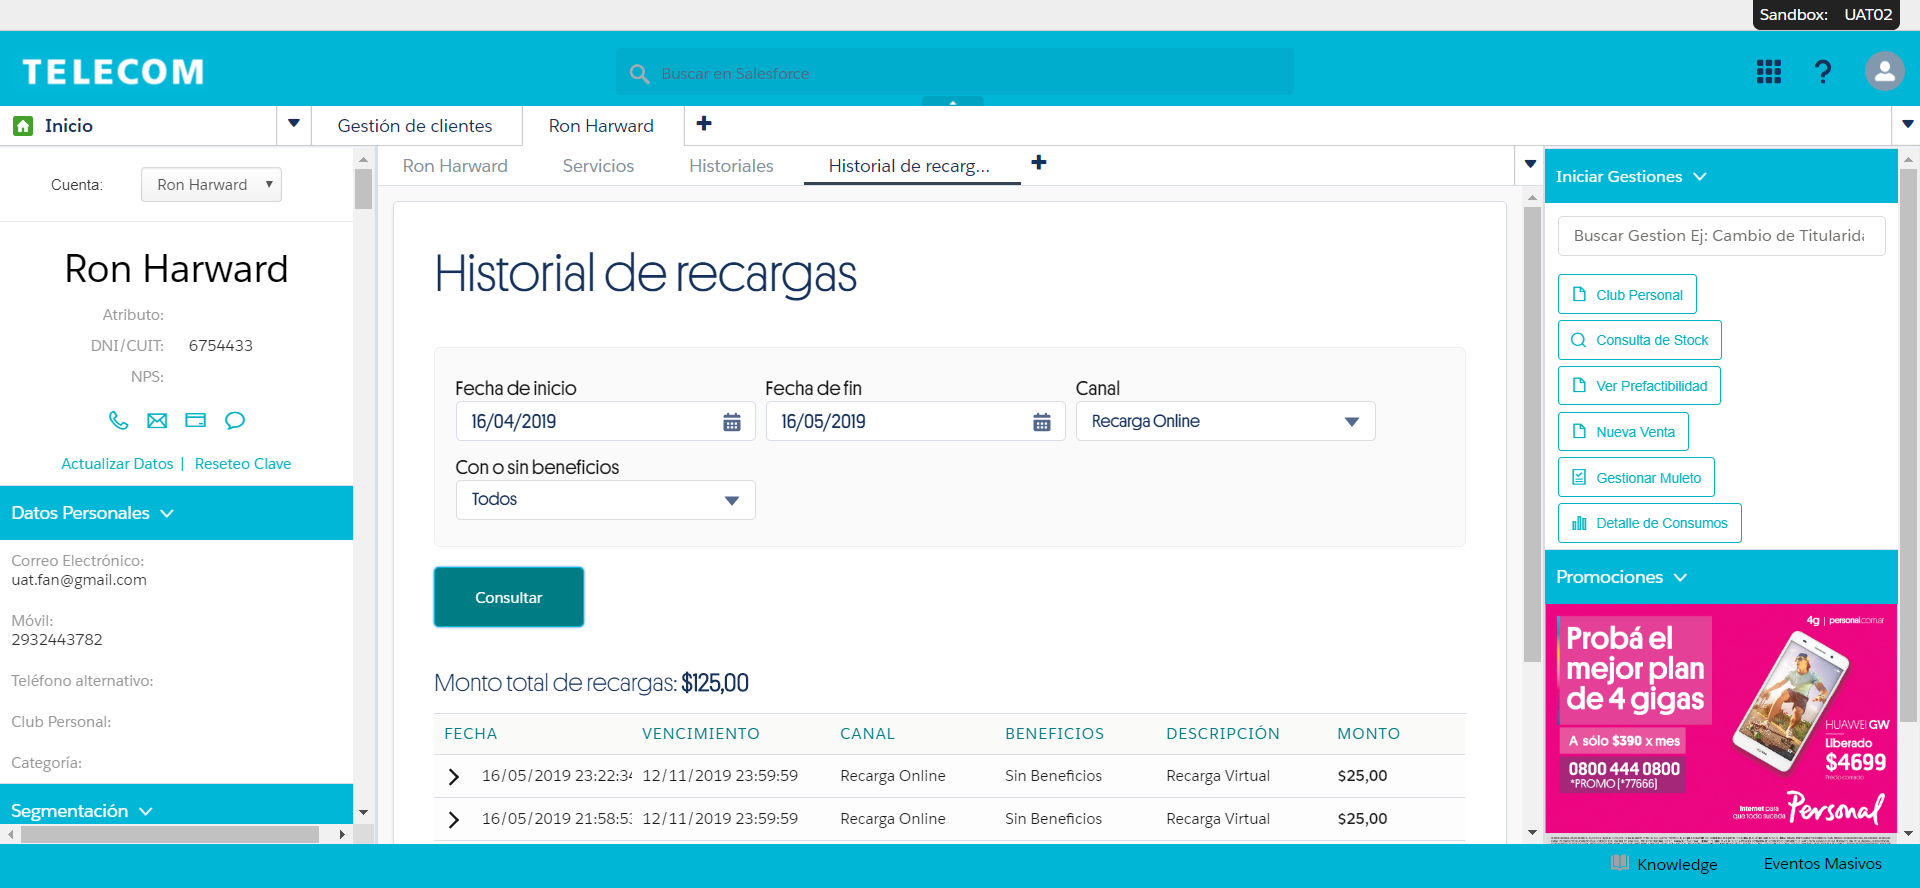 Sandbox: UAT02
TELECOM
Buscar en Salesforce
Inicio
Gestión de clientes
Ron Harward
Ron Harward
Servicios
Historiales
Historial de recarg...
Cuenta:
Ron Harward
Ron Harward
Atributo:
DNI/CUIT: 6754433
NPS:
Actualizar Datos | Reseteo Clave
Datos Personales
Correo Electrónico:
uat.fan@gmail.com
Móvil:
2932443782
Teléfono alternativo:
Club Personal:
Categoría:
Segmentación
Historial de recargas
Fecha de inicio
16/04/2019
Fecha de fin
16/05/2019
Canal
Recarga Online
Con o sin beneficios
Todos
Consultar
Monto total de recargas: $125,00
FECHA VENCIMIENTO CANAL BENEFICIOS DESCRIPCIÓN MONTO
16/05/2019 23:22:34 12/11/2019 23:59:59 Recarga Online Sin Beneficios Recarga Virtual $25,00
16/05/2019 21:58:53 12/11/2019 23:59:59 Recarga Online Sin Beneficios Recarga Virtual $25,00
Iniciar Gestiones
Buscar Gestion Ej: Cambio de Titularida
Club Personal
Consulta de Stock
Ver Prefactibilidad
Nueva Venta
Gestionar Muleto
Detalle de Consumos
Promociones
4g | personal.com.ar
Probá el
mejor plan
de 4 gigas
A sólo $390 x mes
0800 444 0800
*PROMO (*77666)
HUAWEI GW
Liberado
$4699
Precio contado
Internet para
que todo suceda
Personal
Knowledge
Eventos Masivos